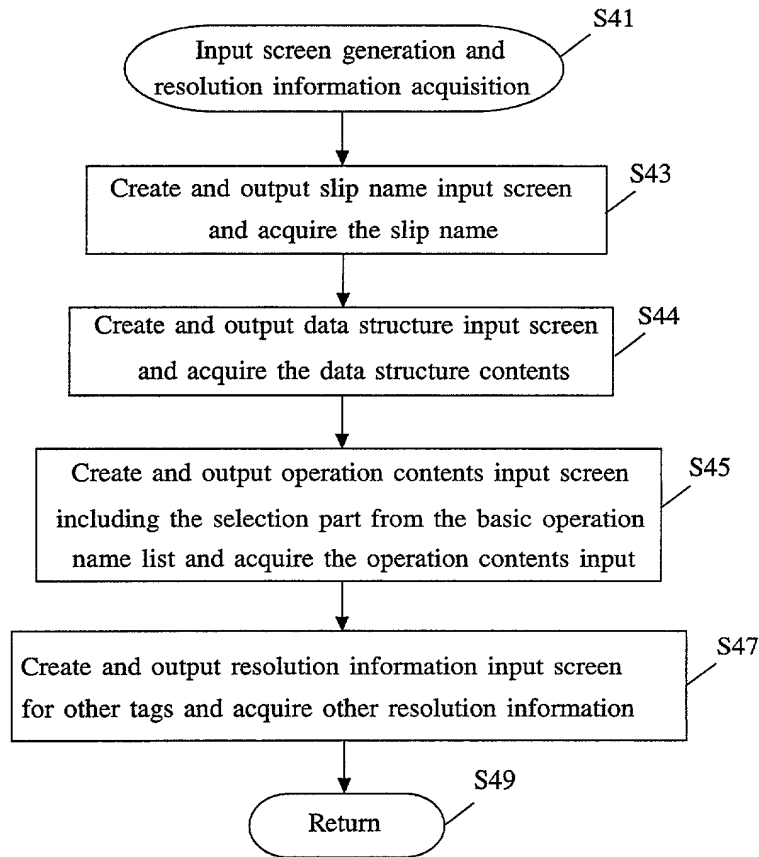 S41
Input screen generation and
resolution information acquisition
S43
Create and output slip name input screen
and acquire the slip name
S44
Create and output data structure input screen
and acquire the data structure contents
S45
Create and output operation contents input screen
including the selection part from the basic operation
name list and acquire the operation contents input
S47
Create and output resolution information input screen
for other tags and acquire other resolution information
S49
Return